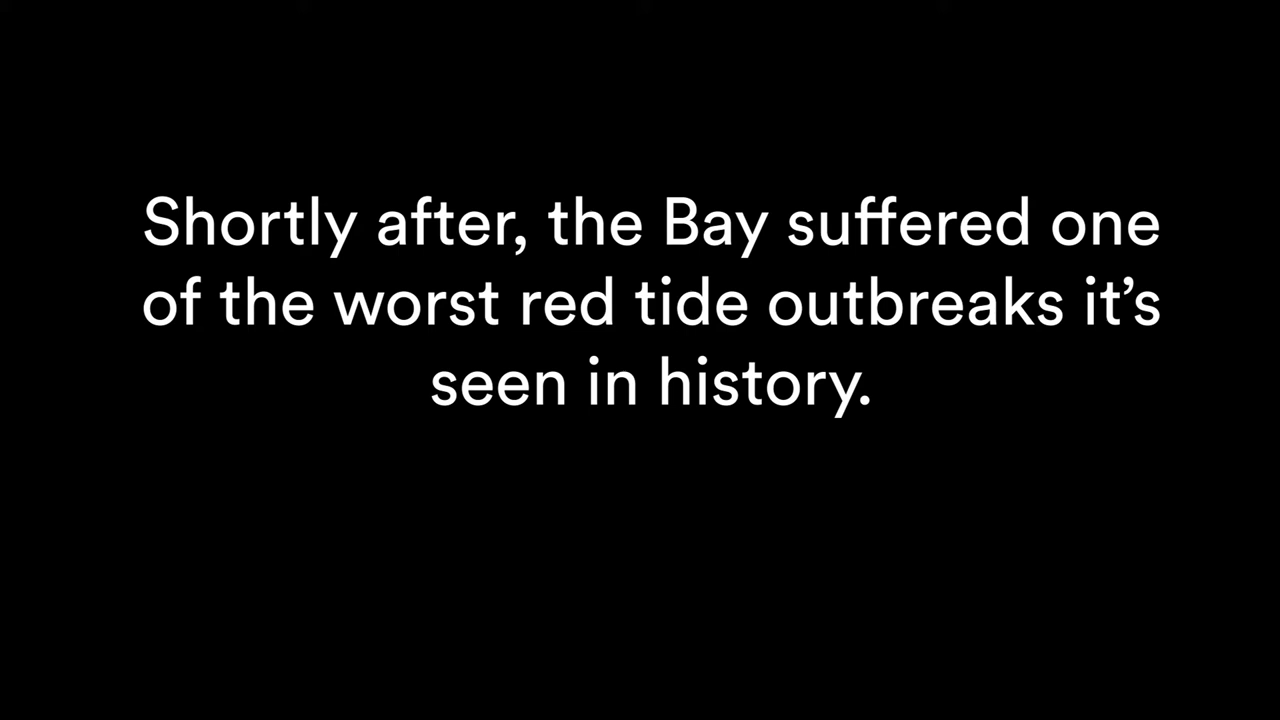 Shortly after, the Bay suffered one
of the worst red tide outbreaks it’s
seen in history.